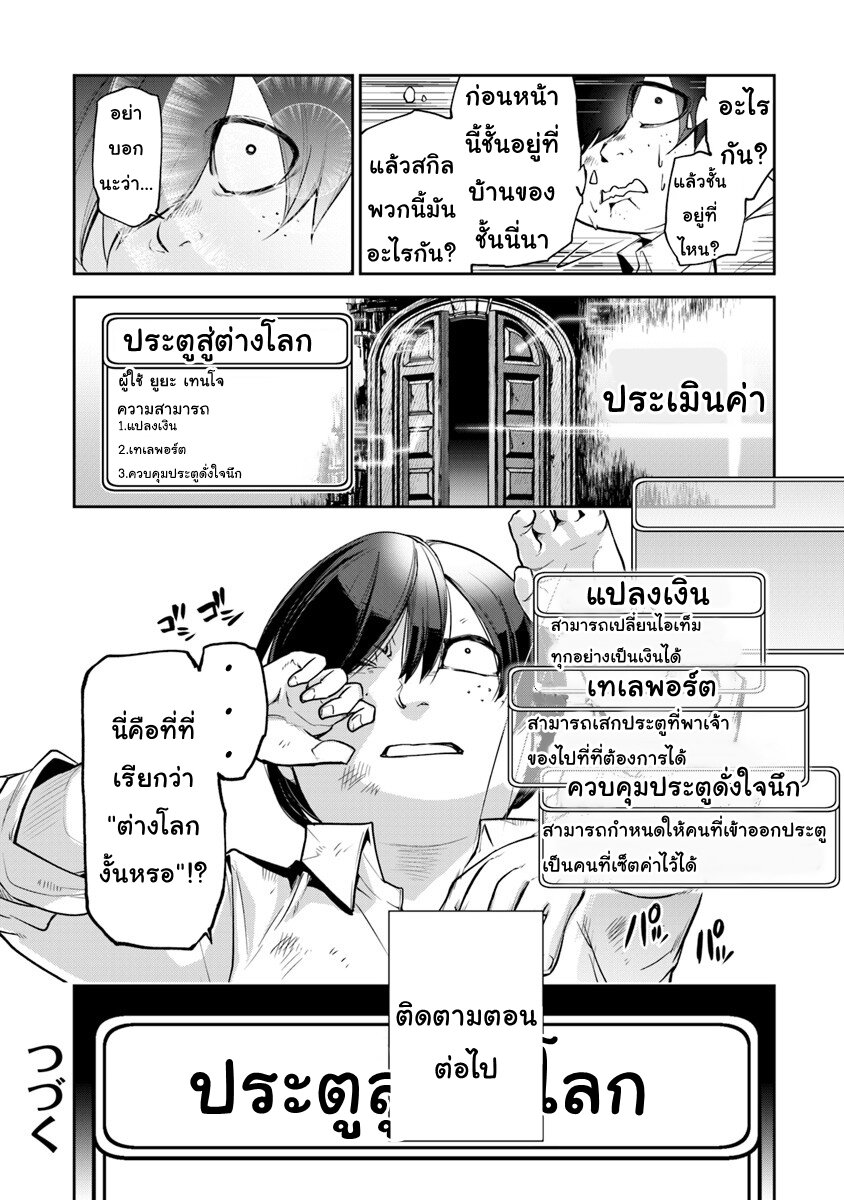 อะไร
กัน?
แล้วชั้น
อยู่ที่
ไหน?
ก่อนหน้า
นี้ชั้นอยู่ที่
บ้านของ
ชั้นนี่นา
แล้วสกิล
พวกนี้มัน
อะไรกัน?
อย่า
บอก
นะว่า...
ประตูสู่ต่างโลก
ผู้ใช้ ยูยะ เทนโจ
ความสามารถ
1.แปลงเงิน
2.เทเลพอร์ต
3.ควบคุมประตูดั่งใจนึก
ประเมินค่า
แปลงเงิน
สามารถเปลี่ยนไอเท็ม
ทุกอย่างเป็นเงินได้
เทเลพอร์ต
สามารถเสกประตูที่พาเจ้า
ของไปที่ที่ต้องการได้
ควบคุมประตูดั่งใจนึก
สามารถกำหนดให้คนที่เข้าออกประตู
เป็นคนที่เซ็ตค่าไว้ได้
ゴシ
ゴシ
...
นี่คือที่ที่
เรียกว่า
"ต่างโลก
งั้นหรอ"!?
パッ
パッ
ติดตามตอน
ต่อไป
ประตูสู่ โลก
つづく